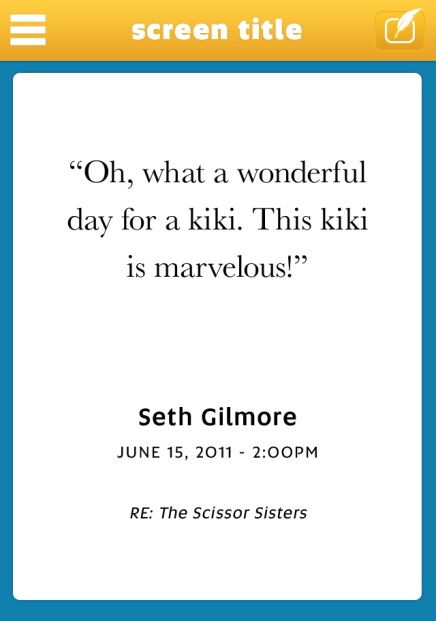 screen title
“Oh, what a wonderful
day for a kiki. This kiki
is marvelous!”
Seth Gilmore
JUNE 15, 2011 - 2:00PM
RE: The Scissor Sisters